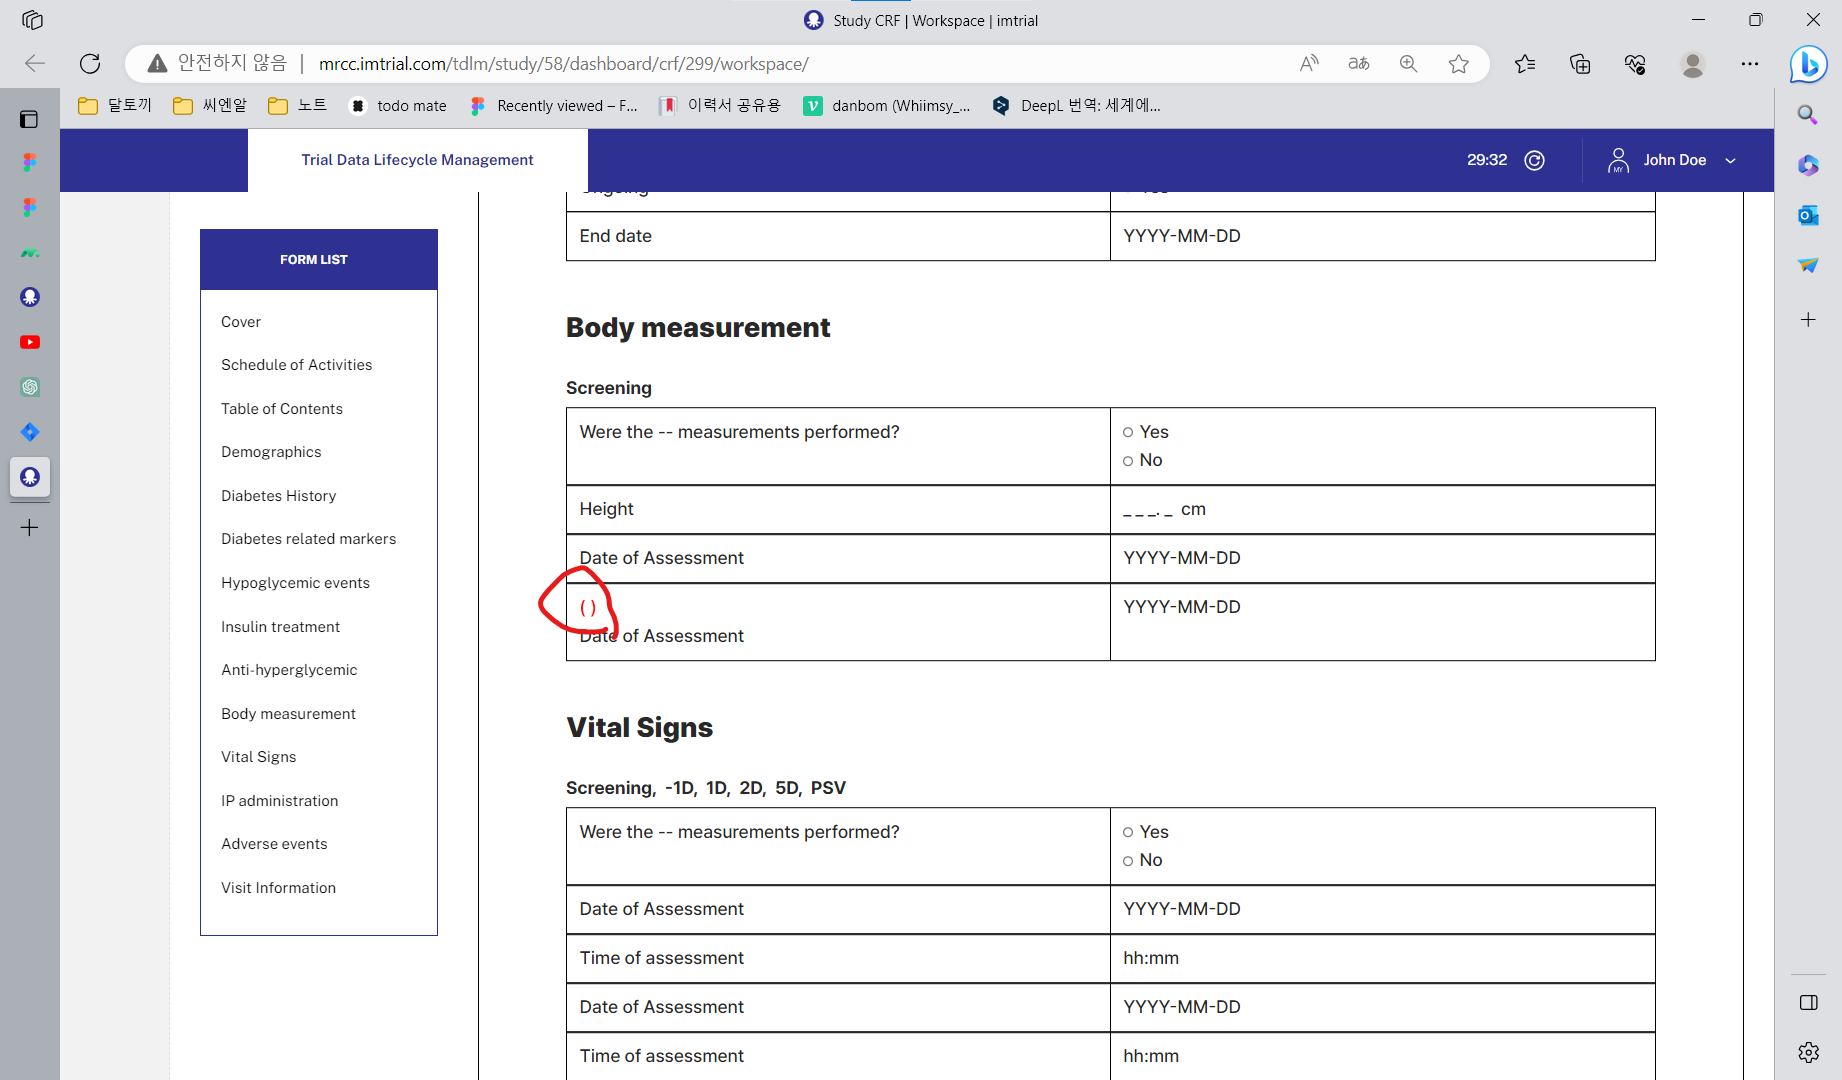 Study CRF | Workspace | imtrial
안전하지 않음 | mrcc.imtrial.com/tdlm/study/58/dashboard/crf/299/workspace/
달토끼 씨엔알 노트 todo mate Recently viewed – F... 이력서 공유용 danbom (Whiimsy_... DeepL 번역: 세계에...
Trial Data Lifecycle Management
29:32
MY
John Doe
FORM LIST
Cover
Schedule of Activities
Table of Contents
Demographics
Diabetes History
Diabetes related markers
Hypoglycemic events
Insulin treatment
Anti-hyperglycemic
Body measurement
Vital Signs
IP administration
Adverse events
Visit Information
Ongoing Yes
End date YYYY-MM-DD
Body measurement
Screening
Were the -- measurements performed? Yes
No
Height _ _ _. _ cm
Date of Assessment YYYY-MM-DD
( ) YYYY-MM-DD
Date of Assessment
Vital Signs
Screening, -1D, 1D, 2D, 5D, PSV
Were the -- measurements performed? Yes
No
Date of Assessment YYYY-MM-DD
Time of assessment hh:mm
Date of Assessment YYYY-MM-DD
Time of assessment hh:mm